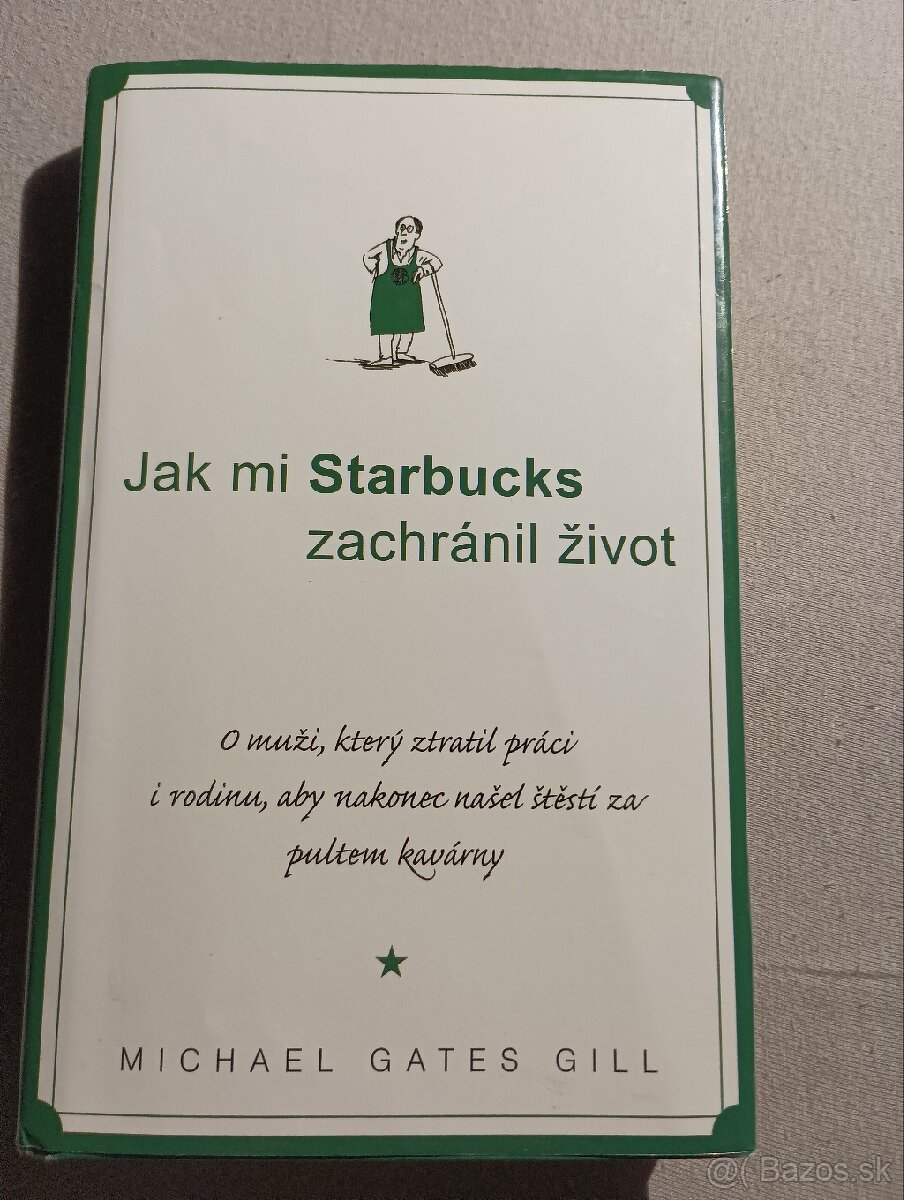 Jak mi Starbucks
zachránil život
O muži, který ztratil práci
i rodinu, aby nakonec našel štěstí za
pultem kavárny
MICHAEL GATES GILL
@( Bazos.sk